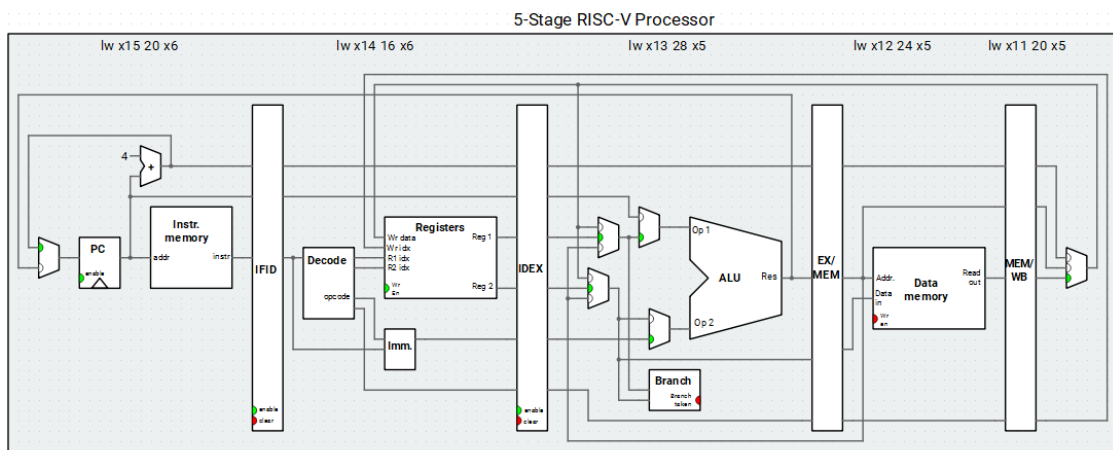 5-Stage RISC-V Processor
lw x15 20 x6
lw x14 16 x6
lw x13 28 x5
lw x12 24 x5
lw x11 20 x5
4
+
PC
enable
Instr.
memory
addr
instr
IFID
enable
clear
Decode
opcode
Registers
Wr data
Wr idx
R1 idx
R2 idx
Wr
En
Reg 1
Reg 2
Imm.
IDEX
enable
clear
Op 1
ALU
Res
Op 2
Branch
Branch
taken
EX/
MEM
Addr.
Data
in
Wr
en
Data
memory
Read
out
MEM/
WB